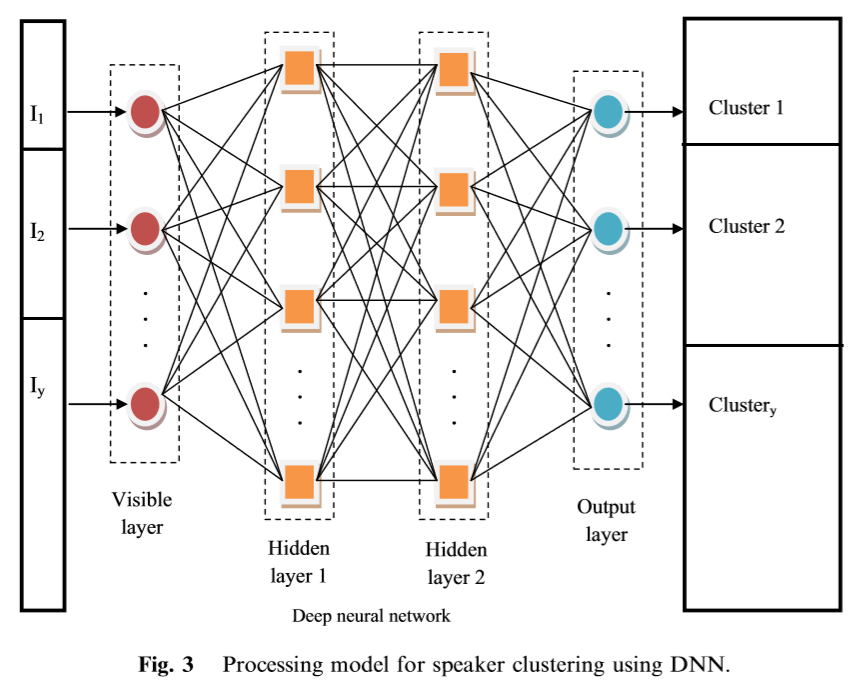 I1
I2
Iy
Visible
layer
Hidden
layer 1
Hidden
layer 2
Output
layer
Deep neural network
Cluster 1
Cluster 2
Clustery
Fig. 3 Processing model for speaker clustering using DNN.